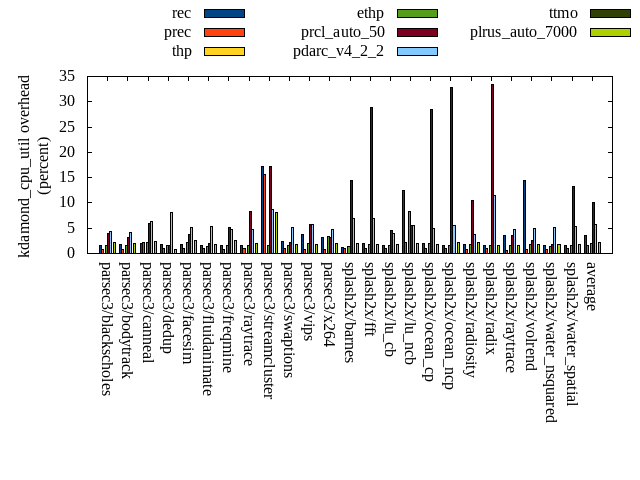 rec
prec
thp
ethp
prcl_auto_50
pdarc_v4_2_2
ttmo
plrus_auto_7000
kdamond_cpu_util overhead
(percent)
35
30
25
20
15
10
5
0
parsec3/blackscholes
parsec3/bodytrack
parsec3/canneal
parsec3/dedup
parsec3/facesim
parsec3/fluidanimate
parsec3/freqmine
parsec3/raytrace
parsec3/streamcluster
parsec3/swaptions
parsec3/vips
parsec3/x264
splash2x/barnes
splash2x/fft
splash2x/lu_cb
splash2x/lu_ncb
splash2x/ocean_cp
splash2x/ocean_ncp
splash2x/radiosity
splash2x/radix
splash2x/raytrace
splash2x/volrend
splash2x/water_nsquared
splash2x/water_spatial
average